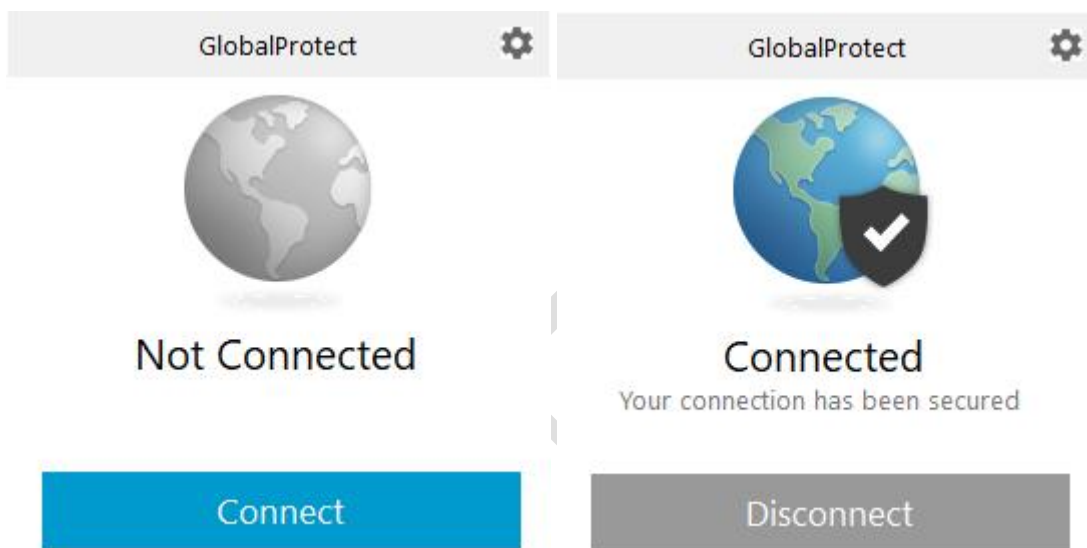 GlobalProtect
Not Connected
Connect
GlobalProtect
Connected
Your connection has been secured
Disconnect